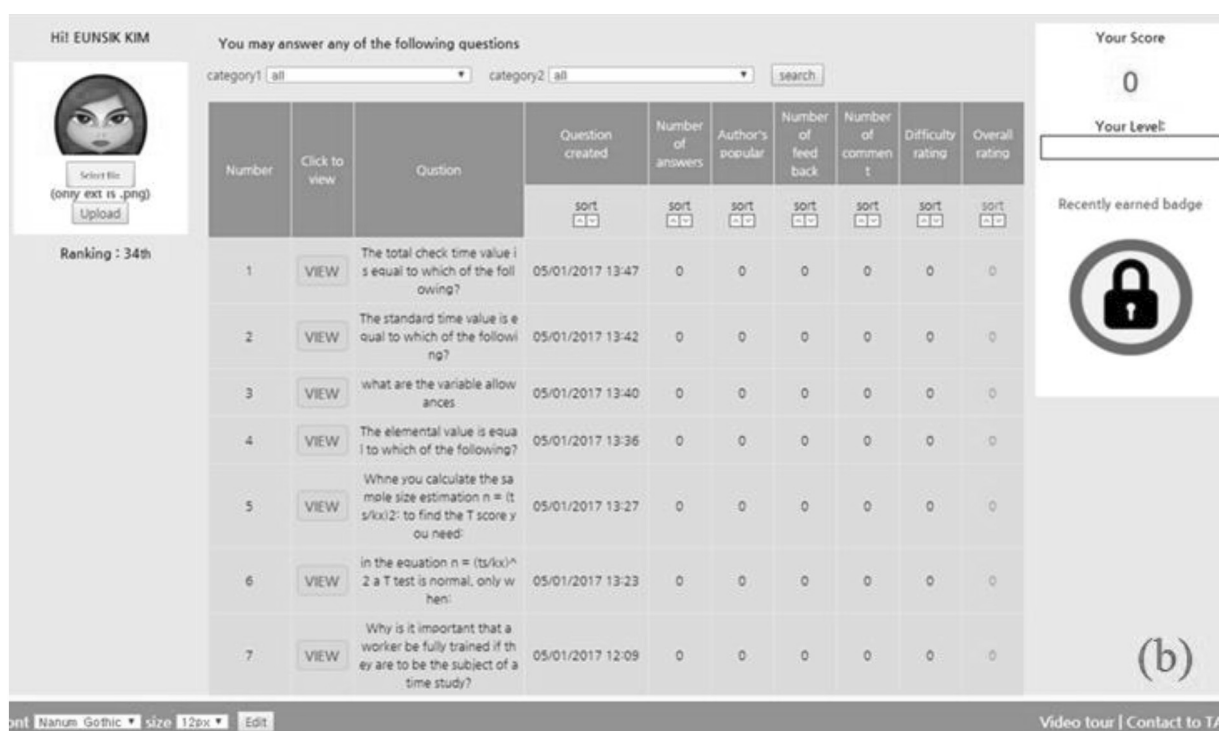 Hi! EUNSIK KIM
Select file
(only ext is .png)
Upload
Ranking : 34th
You may answer any of the following questions
category1 all category2 all search
Number
Click to
view
Qustion
Question
created
Number
of
answers
Author's
popular
Number
of
feed
back
Number
of
commen
t
Difficulty
rating
Overall
rating
sort sort sort sort sort sort sort
1 VIEW
The total check time value i
s equal to which of the foll
owing?
05/01/2017 13:47 0 0 0 0 0 0
2 VIEW
The standard time value is e
qual to which of the followi
ng?
05/01/2017 13:42 0 0 0 0 0 0
3 VIEW
what are the variable allow
ances
05/01/2017 13:40 0 0 0 0 0 0
4 VIEW
The elemental value is equa
l to which of the following?
05/01/2017 13:36 0 0 0 0 0 0
5 VIEW
Whne you calculate the sa
mple size estimation n = (t
s/kx)2: to find the T score y
ou need:
05/01/2017 13:27 0 0 0 0 0 0
6 VIEW
in the equation n = (ts/kx)^
2 a T test is normal, only w
hen:
05/01/2017 13:23 0 0 0 0 0 0
7 VIEW
Why is it important that a
worker be fully trained if th
ey are to be the subject of a
time study?
05/01/2017 12:09 0 0 0 0 0 0
Your Score
0
Your Level:
Recently earned badge
(b)
ont Nanum Gothic size 12px Edit
Video tour | Contact to TA